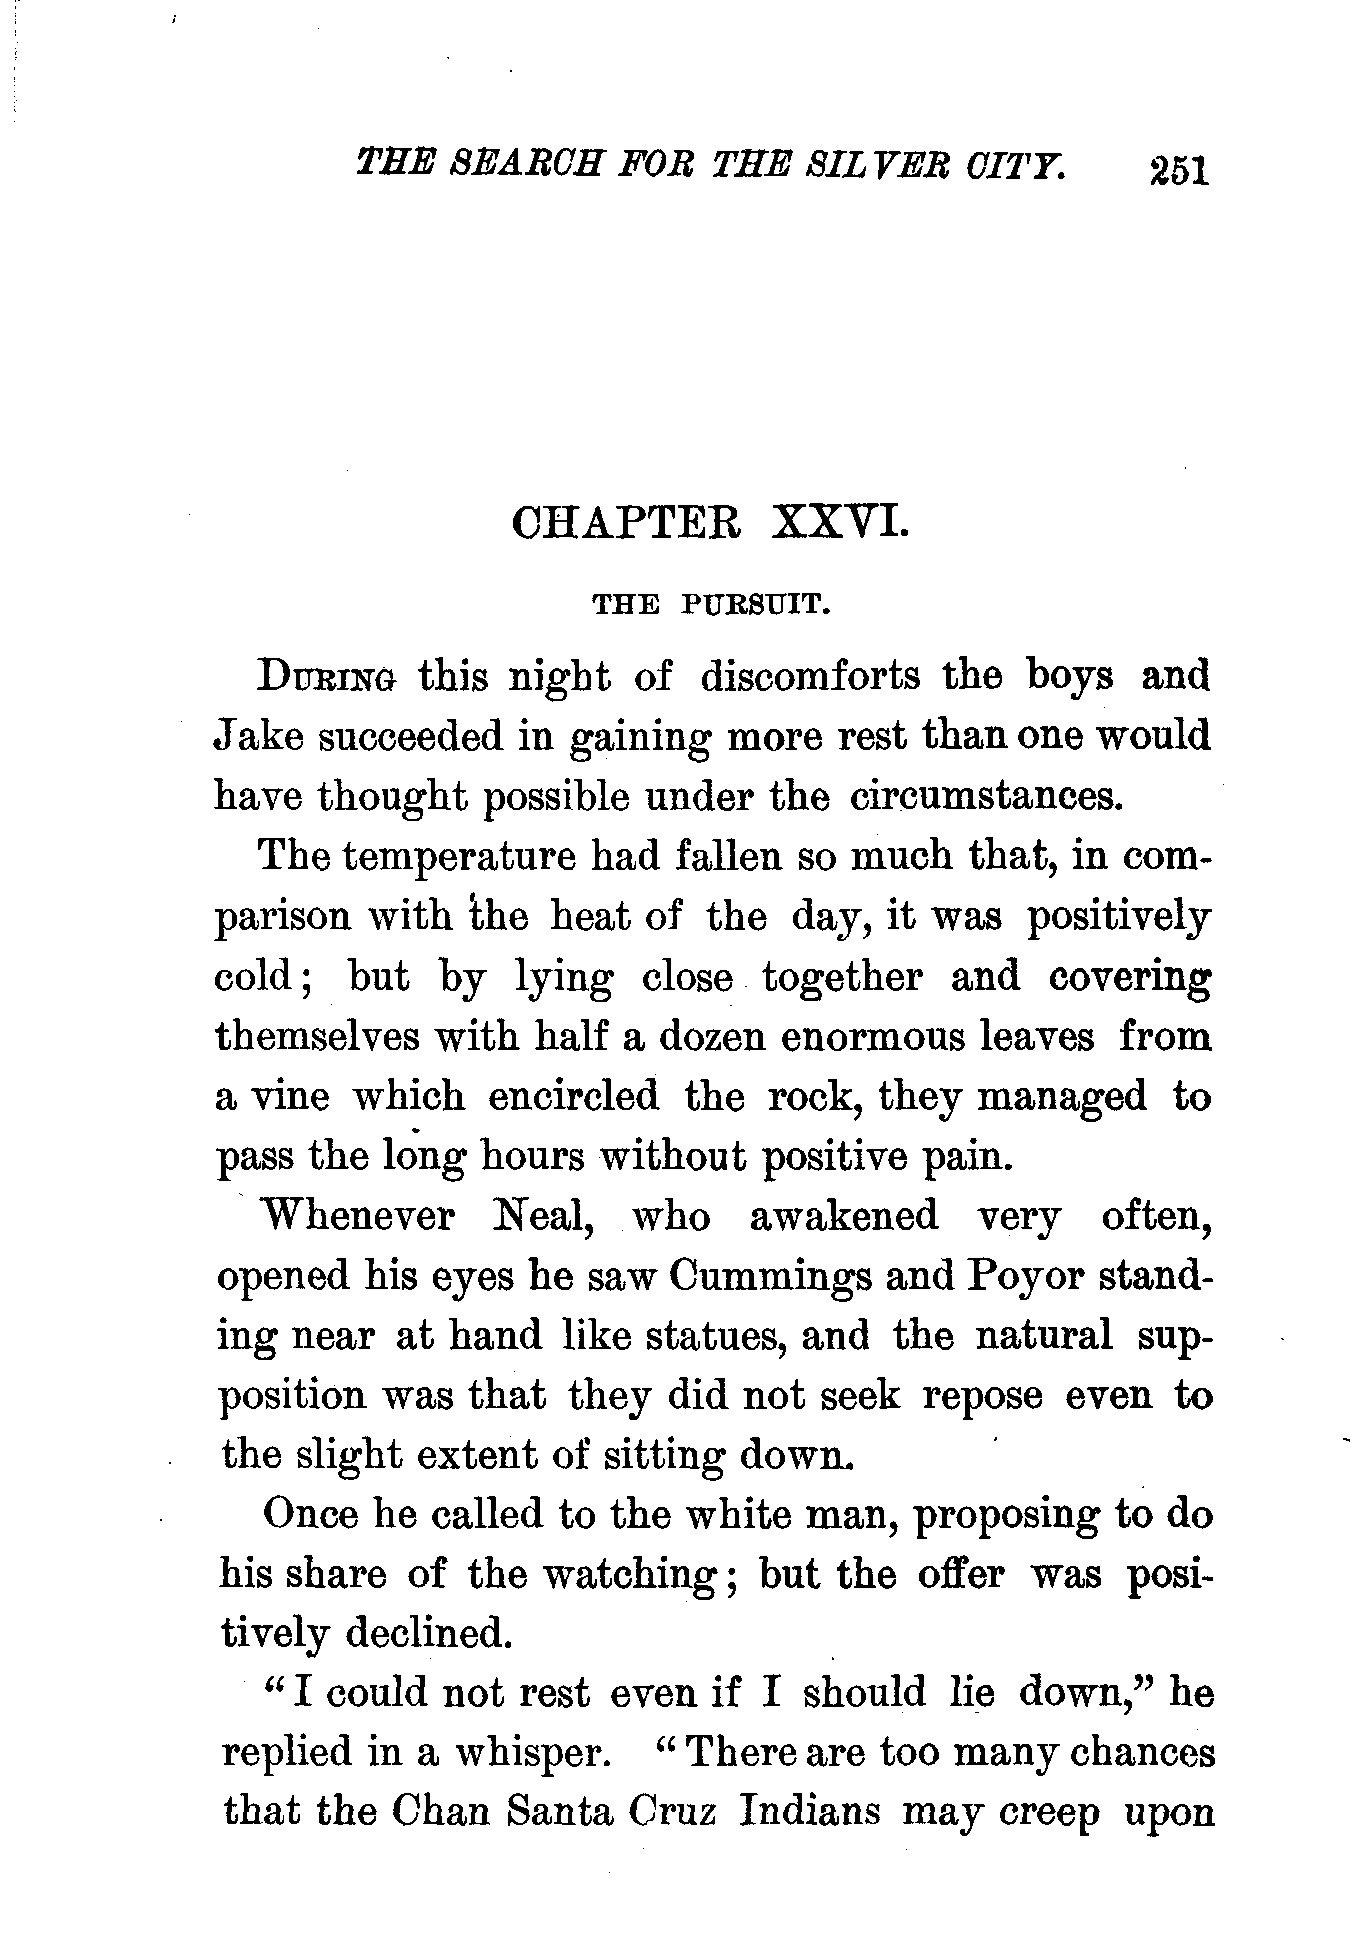 THE SEARCH FOR THE SILVER CITY. 251
CHAPTER XXVI.
THE PURSUIT.
DURING this night of discomforts the boys and
Jake succeeded in gaining more rest than one would
have thought possible under the circumstances.
The temperature had fallen so much that, in com-
parison with the heat of the day, it was positively
cold; but by lying close together and covering
themselves with half a dozen enormous leaves from
a vine which encircled the rock, they managed to
pass the long hours without positive pain.
Whenever Neal, who awakened very often,
opened his eyes he saw Cummings and Poyor stand-
ing near at hand like statues, and the natural sup-
position was that they did not seek repose even to
the slight extent of sitting down.
Once he called to the white man, proposing to do
his share of the watching; but the offer was posi-
tively declined.
"I could not rest even if I should lie down," he
replied in a whisper. "There are too many chances
that the Chan Santa Cruz Indians may creep upon